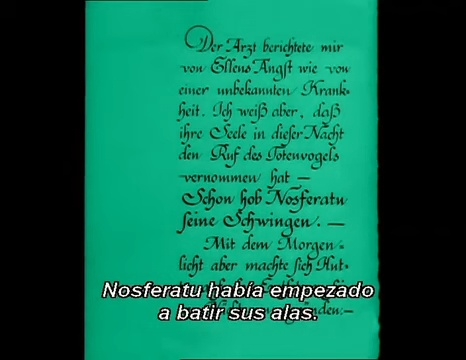 Der Arzt berichtete mir
von Ellens Angst wie von
einer unbekannten Krank-
heit. Ich weiß aber, daß
ihre Seele in dieser Nacht
den Ruf des Totenvogels
vernommen hat —
Schon hob Nosferatu
seine Schwingen. —
Mit dem Morgen-
licht aber machte sich Hut-
Nosferatu había empezado
a batir sus alas.